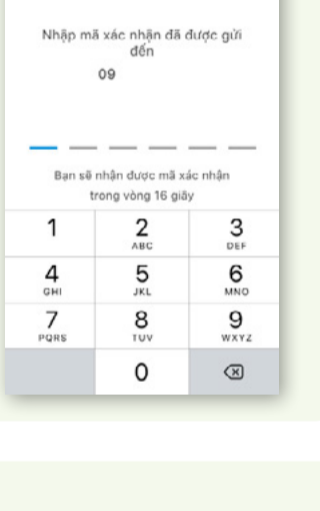 Nhập mã xác nhận đã được gửi
đến
09
Bạn sẽ nhận được mã xác nhận
trong vòng 16 giây
1
2
3
ABC
DEF
4
5
6
GHI
JKL
MNO
7
8
9
PQRS
TUV
WXYZ
0